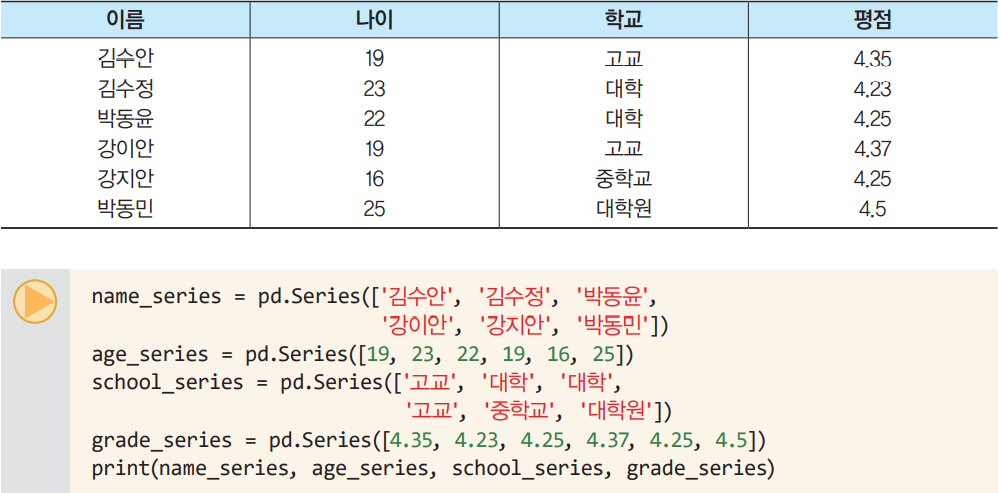 이름 나이 학교 평점
김수안 19 고교 4.35
김수정 23 대학 4.23
박동윤 22 대학 4.25
강이안 19 고교 4.37
강지안 16 중학교 4.25
박동민 25 대학원 4.5
name_series = pd.Series(['김수안', '김수정', '박동윤',
'강이안', '강지안', '박동민'])
age_series = pd.Series([19, 23, 22, 19, 16, 25])
school_series = pd.Series(['고교', '대학', '대학',
'고교', '중학교', '대학원'])
grade_series = pd.Series([4.35, 4.23, 4.25, 4.37, 4.25, 4.5])
print(name_series, age_series, school_series, grade_series)